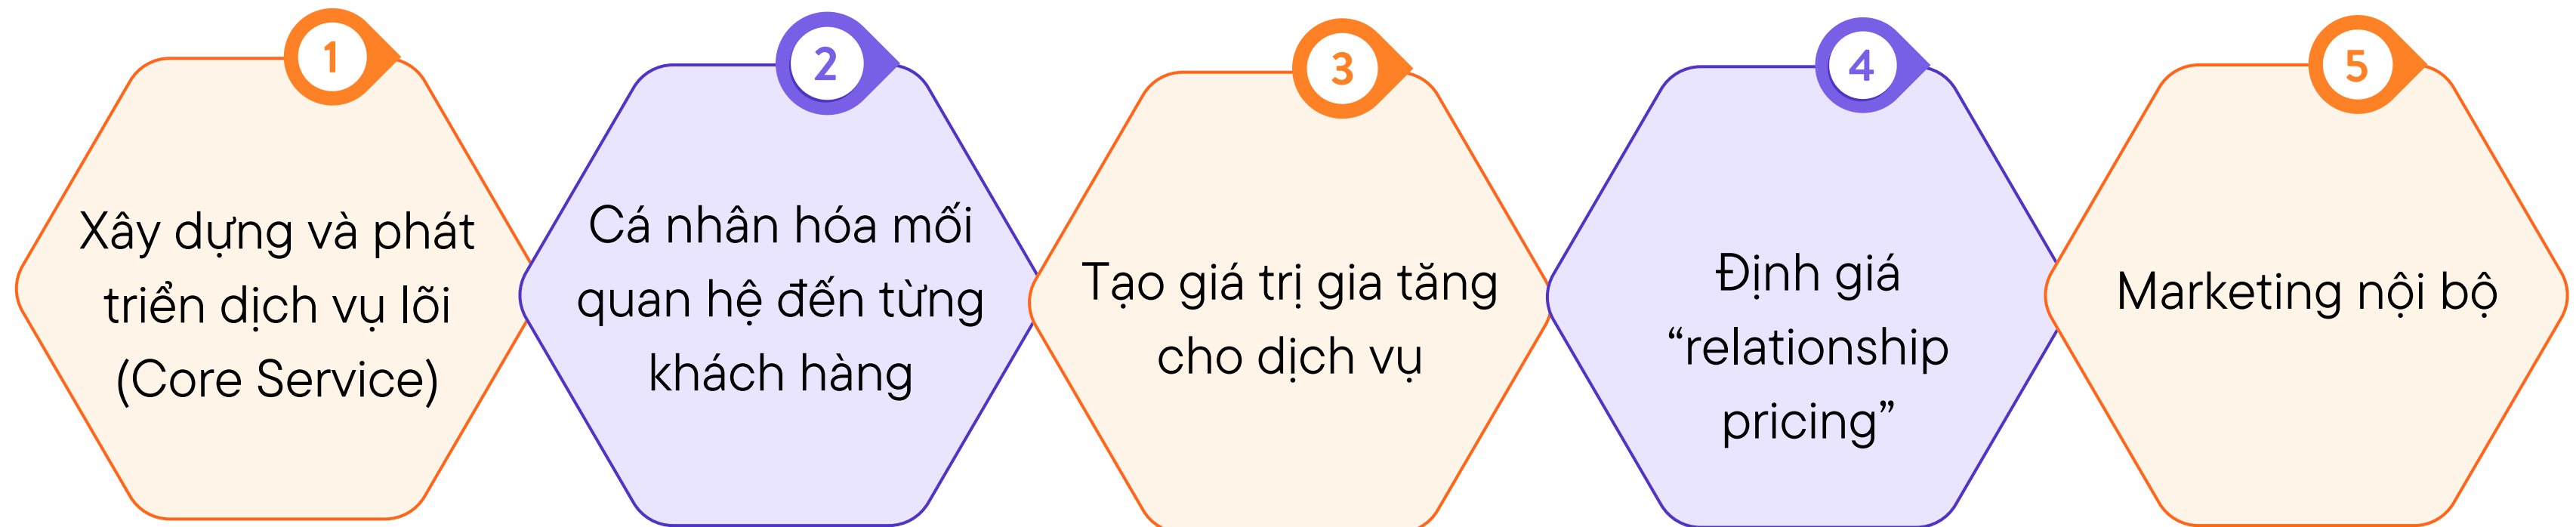 1
Xây dựng và phát
triển dịch vụ lõi
(Core Service)
2
Cá nhân hóa mối
quan hệ đến từng
khách hàng
3
Tạo giá trị gia tăng
cho dịch vụ
4
Định giá
“relationship
pricing”
5
Marketing nội bộ